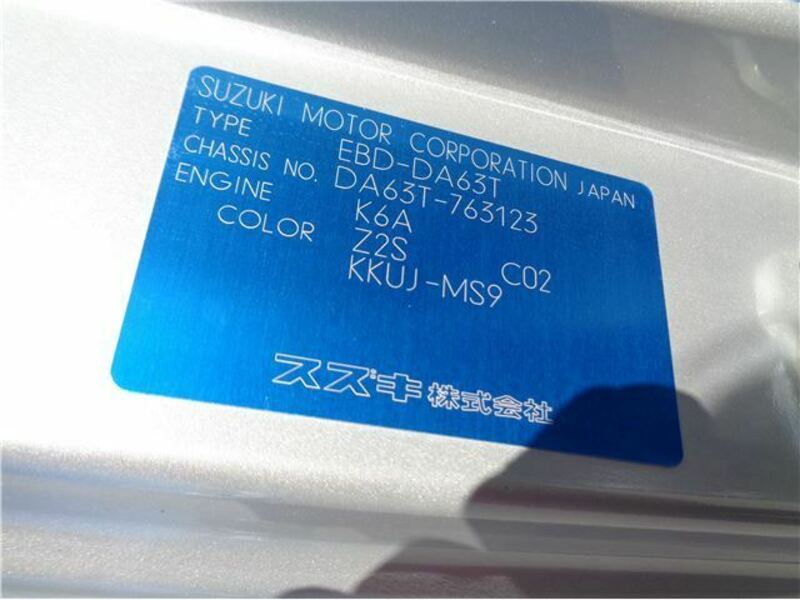 SUZUKI MOTOR CORPORATION JAPAN
TYPE EBD-DA63T
CHASSIS NO. DA63T-763123
ENGINE K6A
COLOR Z2S C02
KKUJ-MS9
スズキ株式会社